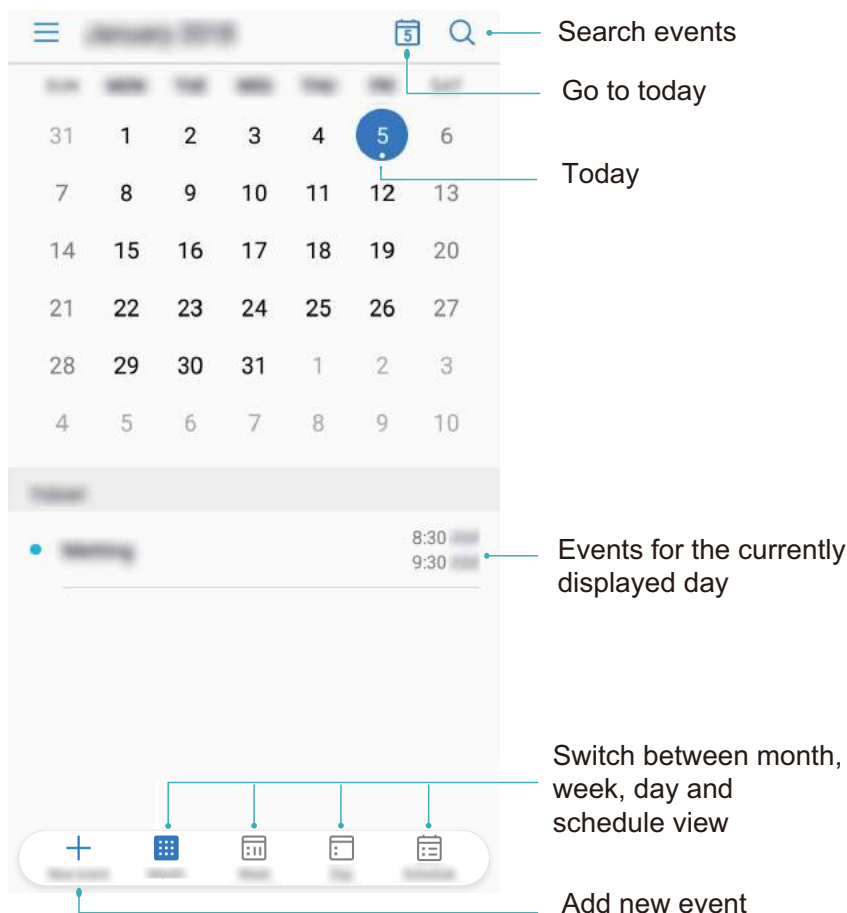 5
Search events
Go to today
31 1 2 3 4 5 6
Today
7 8 9 10 11 12 13
14 15 16 17 18 19 20
21 22 23 24 25 26 27
28 29 30 31 1 2 3
4 5 6 7 8 9 10
8:30
9:30
Events for the currently
displayed day
Switch between month,
week, day and
schedule view
Add new event